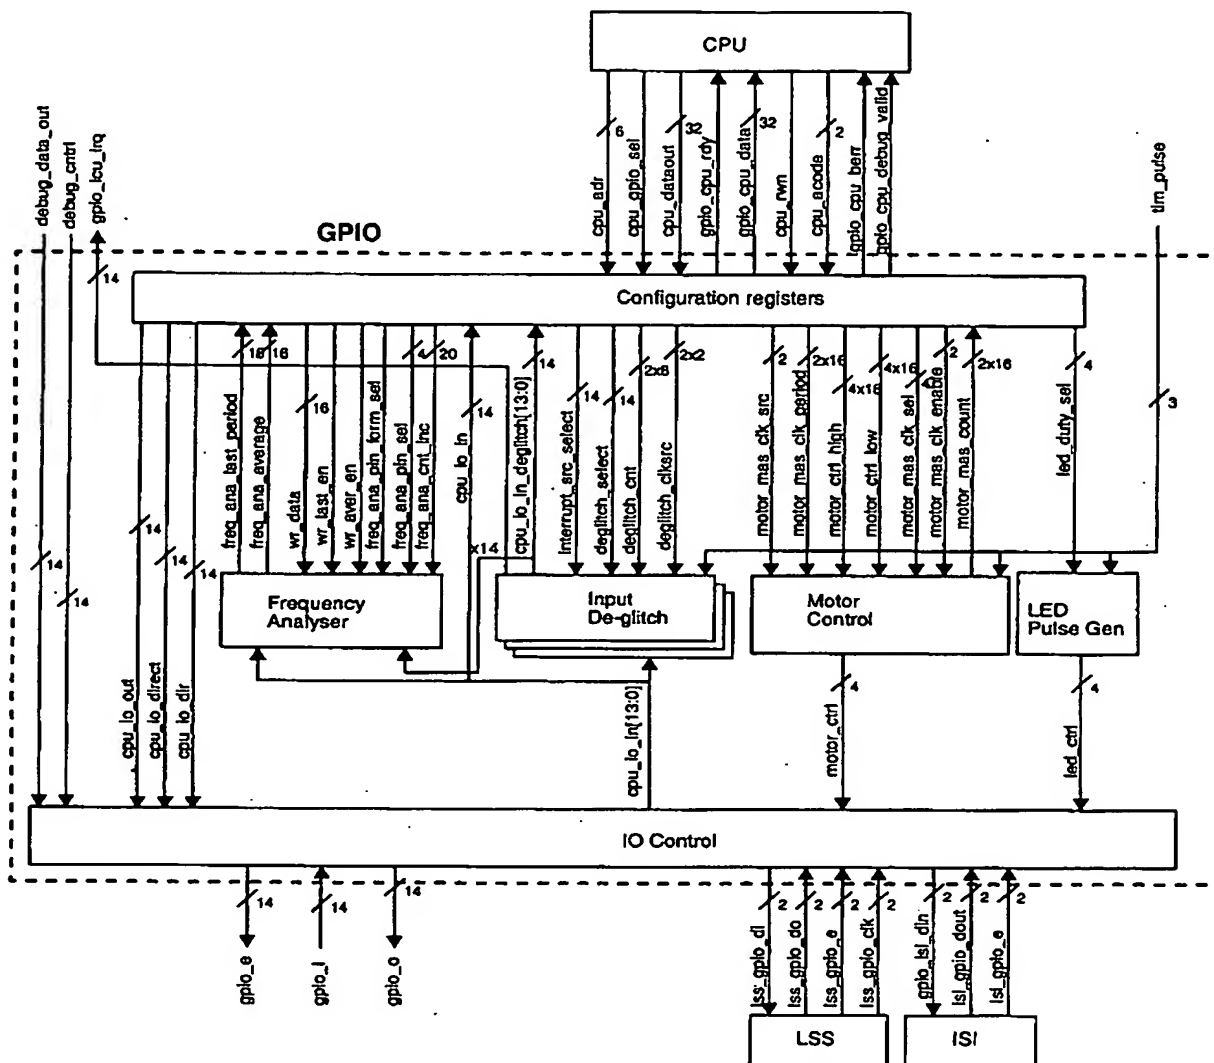 CPU
debug_data_out
debug_cntrl
gpio_icu_irq
cpu_adr
6
cpu_gpio_sel
cpu_dataout
32
gpio_cpu_rdy
gpio_cpu_data
32
cpu_rwn
cpu_acode
2
gpio_cpu_berr
gpio_cpu_debug_valid
tim_pulse
3
GPIO
14
Configuration registers
freq_ana_last_period
16
freq_ana_average
16
wr_data
16
wr_last_en
wr_aver_en
freq_ana_pin_form_sel
freq_ana_pin_sel
4
freq_ana_cnt_inc
20
cpu_io_in
14
cpu_io_in_deglitch[13:0]
14
interrupt_src_select
14
deglitch_select
14
deglitch_cnt
2x8
deglitch_clksrc
2x2
motor_mas_clk_src
2
motor_mas_clk_period
2x16
motor_ctrl_high
4x16
motor_ctrl_low
4x16
motor_mas_clk_sel
motor_mas_clk_enable
2
motor_mas_count
2x16
led_duty_sel
4
x14
14
14
14
14
14
Frequency
Analyser
Input
De-glitch
Motor
Control
LED
Pulse Gen
cpu_io_out
cpu_io_direct
cpu_io_dir
cpu_io_in[13:0]
motor_ctrl
4
led_ctrl
4
IO Control
14
14
14
2
2
2
2
2
2
2
gpio_e
gpio_i
gpio_o
lss_gpio_di
lss_gpio_do
lss_gpio_e
lss_gpio_clk
gpio_isi_din
isi_gpio_dout
isi_gpio_e
LSS
ISI